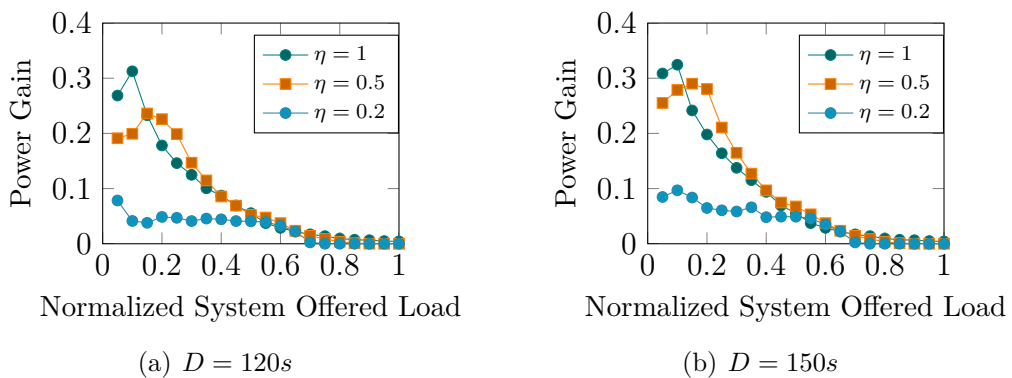 0.4
0.3
0.2
0.1
0
Power Gain
0 0.2 0.4 0.6 0.8 1
Normalized System Offered Load
η = 1
η = 0.5
η = 0.2
(a) D = 120s
0.4
0.3
0.2
0.1
0
Power Gain
0 0.2 0.4 0.6 0.8 1
Normalized System Offered Load
η = 1
η = 0.5
η = 0.2
(b) D = 150s